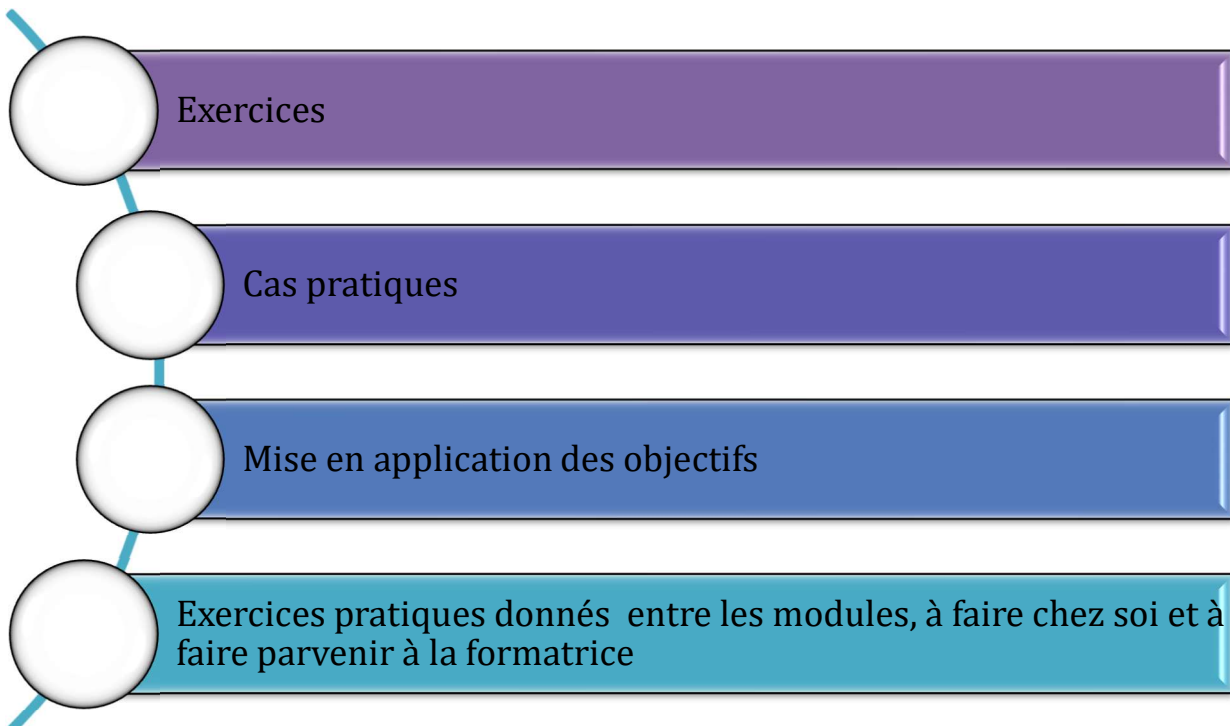 Exercices
Cas pratiques
Mise en application des objectifs
Exercices pratiques donnés entre les modules, à faire chez soi et à
faire parvenir à la formatrice